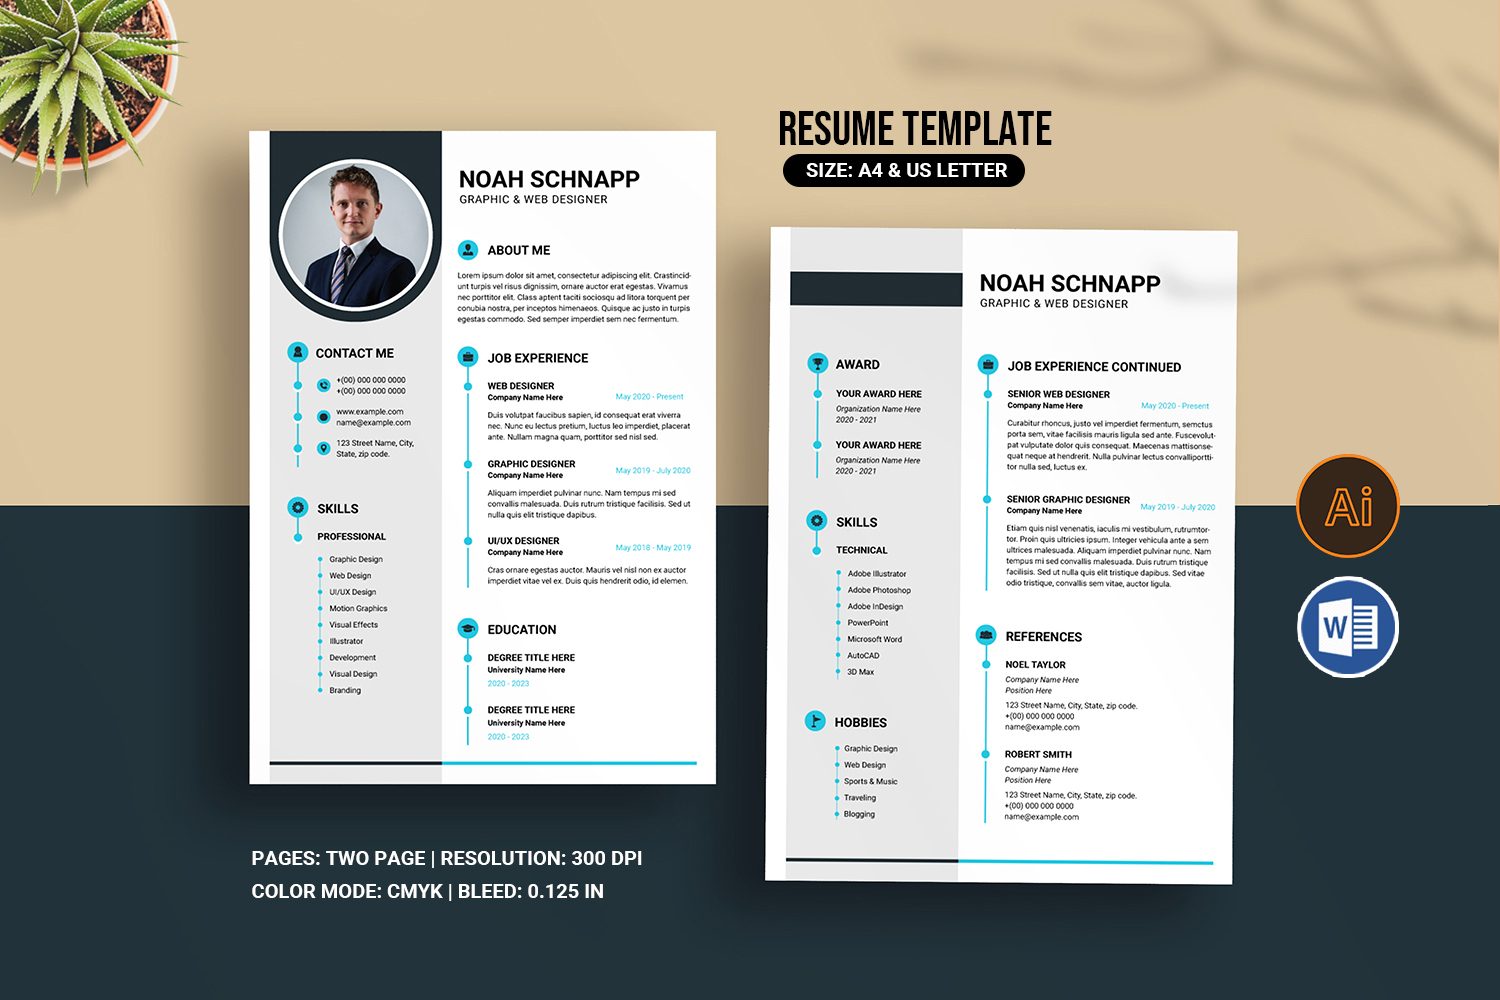 RESUME TEMPLATE
SIZE: A4 & US LETTER
NOAH SCHNAPP
GRAPHIC & WEB DESIGNER
ABOUT ME
Lorem ipsum dolor sit amet, consectetur adipiscing elit. Crastincid-
unt turpis vel risus dignissim, ornare auctor erat egestas. Vivamus
nec porttitor elit. Class aptent taciti sociosqu ad litora torquent per
conubia nostra, per inceptos himenaeos. Quisque ac justo in turpis
egestas commodo. Sed semper imperdiet sem nec fermentum.
CONTACT ME
+(00) 000 000 0000
+(00) 000 000 0000
www.example.com
name@example.com
123 Street Name, City,
State, zip code.
SKILLS
PROFESSIONAL
Graphic Design
Web Design
UI/UX Design
Motion Graphics
Visual Effects
Illustrator
Development
Visual Design
Branding
JOB EXPERIENCE
WEB DESIGNER
Company Name Here
May 2020 - Present
Duis volutpat faucibus sapien, id consequat erat viverra
nec. Nunc eu lectus pretium, luctus leo imperdiet, placerat
ante. Nullam magna quam, porttitor sed nisl sed.
GRAPHIC DESIGNER
Company Name Here
May 2019 - July 2020
Aliquam imperdiet pulvinar nunc. Nam tempus mi sed
convallis malesuada. Duis rutrum tristique facilisis. Sed ut
nulla quis elit tristique dapibus.
UI/UX DESIGNER
Company Name Here
May 2018 - May 2019
Cras ornare egestas auctor. Mauris vel nisl non ex auctor
imperdiet vitae vel ex. Duis quis hendrerit odio, id elemen.
EDUCATION
DEGREE TITLE HERE
University Name Here
2020 - 2023
DEGREE TITLE HERE
University Name Here
2020 - 2023
NOAH SCHNAPP
GRAPHIC & WEB DESIGNER
AWARD
YOUR AWARD HERE
Organization Name Here
2020 - 2021
YOUR AWARD HERE
Organization Name Here
2020 - 2021
SKILLS
TECHNICAL
Adobe Illustrator
Adobe Photoshop
Adobe InDesign
PowerPoint
Microsoft Word
AutoCAD
3D Max
HOBBIES
Graphic Design
Web Design
Sports & Music
Traveling
Blogging
JOB EXPERIENCE CONTINUED
SENIOR WEB DESIGNER
Company Name Here
May 2020 - Present
Curabitur rhoncus, justo vel imperdiet fermentum, semctus
porta sem, vitae facilisis mauris ligula sed ante. Fuscevolut-
pat vulputate dolor quis consequat. Maecenas mattisonse-
quat neque at hendrerit. Nulla pulvinar lectus convalliportti-
tor nulla sed, luctus ex.
SENIOR GRAPHIC DESIGNER
Company Name Here
May 2019 - July 2020
Etiam quis nisl venenatis, iaculis mi vestibulum, rutrumtor-
tor. Proin quis ultricies ipsum. Integer vehicula ante a sem
ultrices malesuada. Aliquam imperdiet pulvinar nunc. Nam
tempus mi sed convallis malesuada. Duis rutrum tristique
facilisis. Sed ut nulla quis elit tristique dapibus. Sed vitae
odio tristique, convallis sem vitae, auctor ligula.
REFERENCES
NOEL TAYLOR
Company Name Here
Position Here
123 Street Name, City, State, zip code.
+(00) 000 000 0000
name@example.com
ROBERT SMITH
Company Name Here
Position Here
123 Street Name, City, State, zip code.
+(00) 000 000 0000
name@example.com
Ai
W
PAGES: TWO PAGE | RESOLUTION: 300 DPI
COLOR MODE: CMYK | BLEED: 0.125 IN